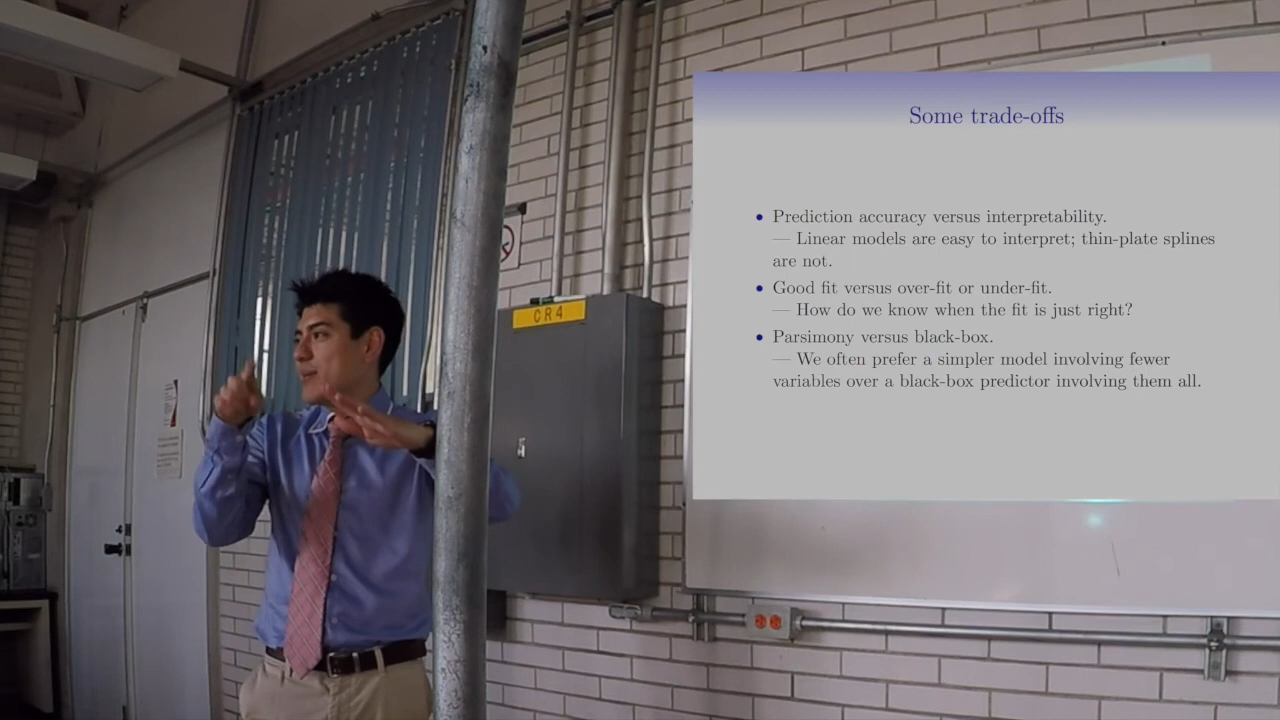 Some trade-offs
• Prediction accuracy versus interpretability.
— Linear models are easy to interpret; thin-plate splines
are not.
• Good fit versus over-fit or under-fit.
— How do we know when the fit is just right?
• Parsimony versus black-box.
— We often prefer a simpler model involving fewer
variables over a black-box predictor involving them all.
CR4